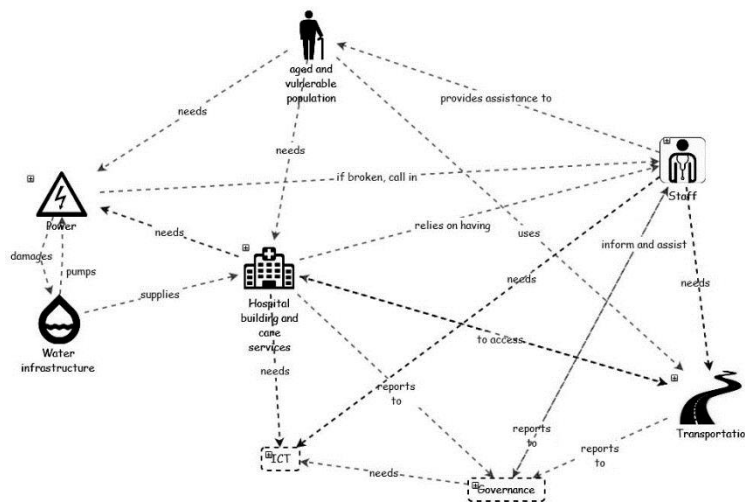 aged and
vulnerable
population
needs
provides assistance to
needs
if broken, call in
Power
Staff
needs
relies on having
uses
inform and assist
damages
pumps
needs
needs
supplies
Hospital
building and
care
services
Water
infrastructure
to access
needs
reports
to
Transportatio
reports
to
reports
to
ICT
needs
Governance